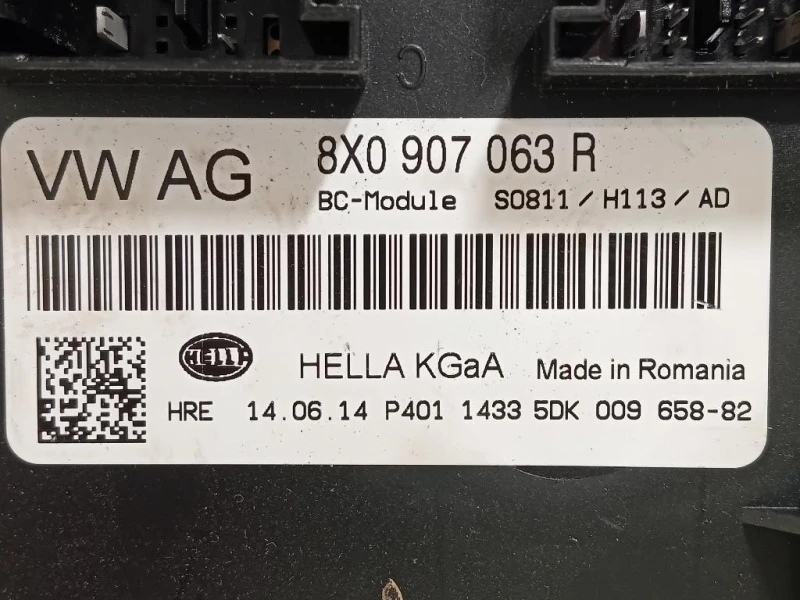 C
VW AG 8X0 907 063 R
BC-Module S0811 / H113 / AD
HELLA HELLA KGaA Made in Romania
HRE 14.06.14 P401 1433 5DK 009 658-82